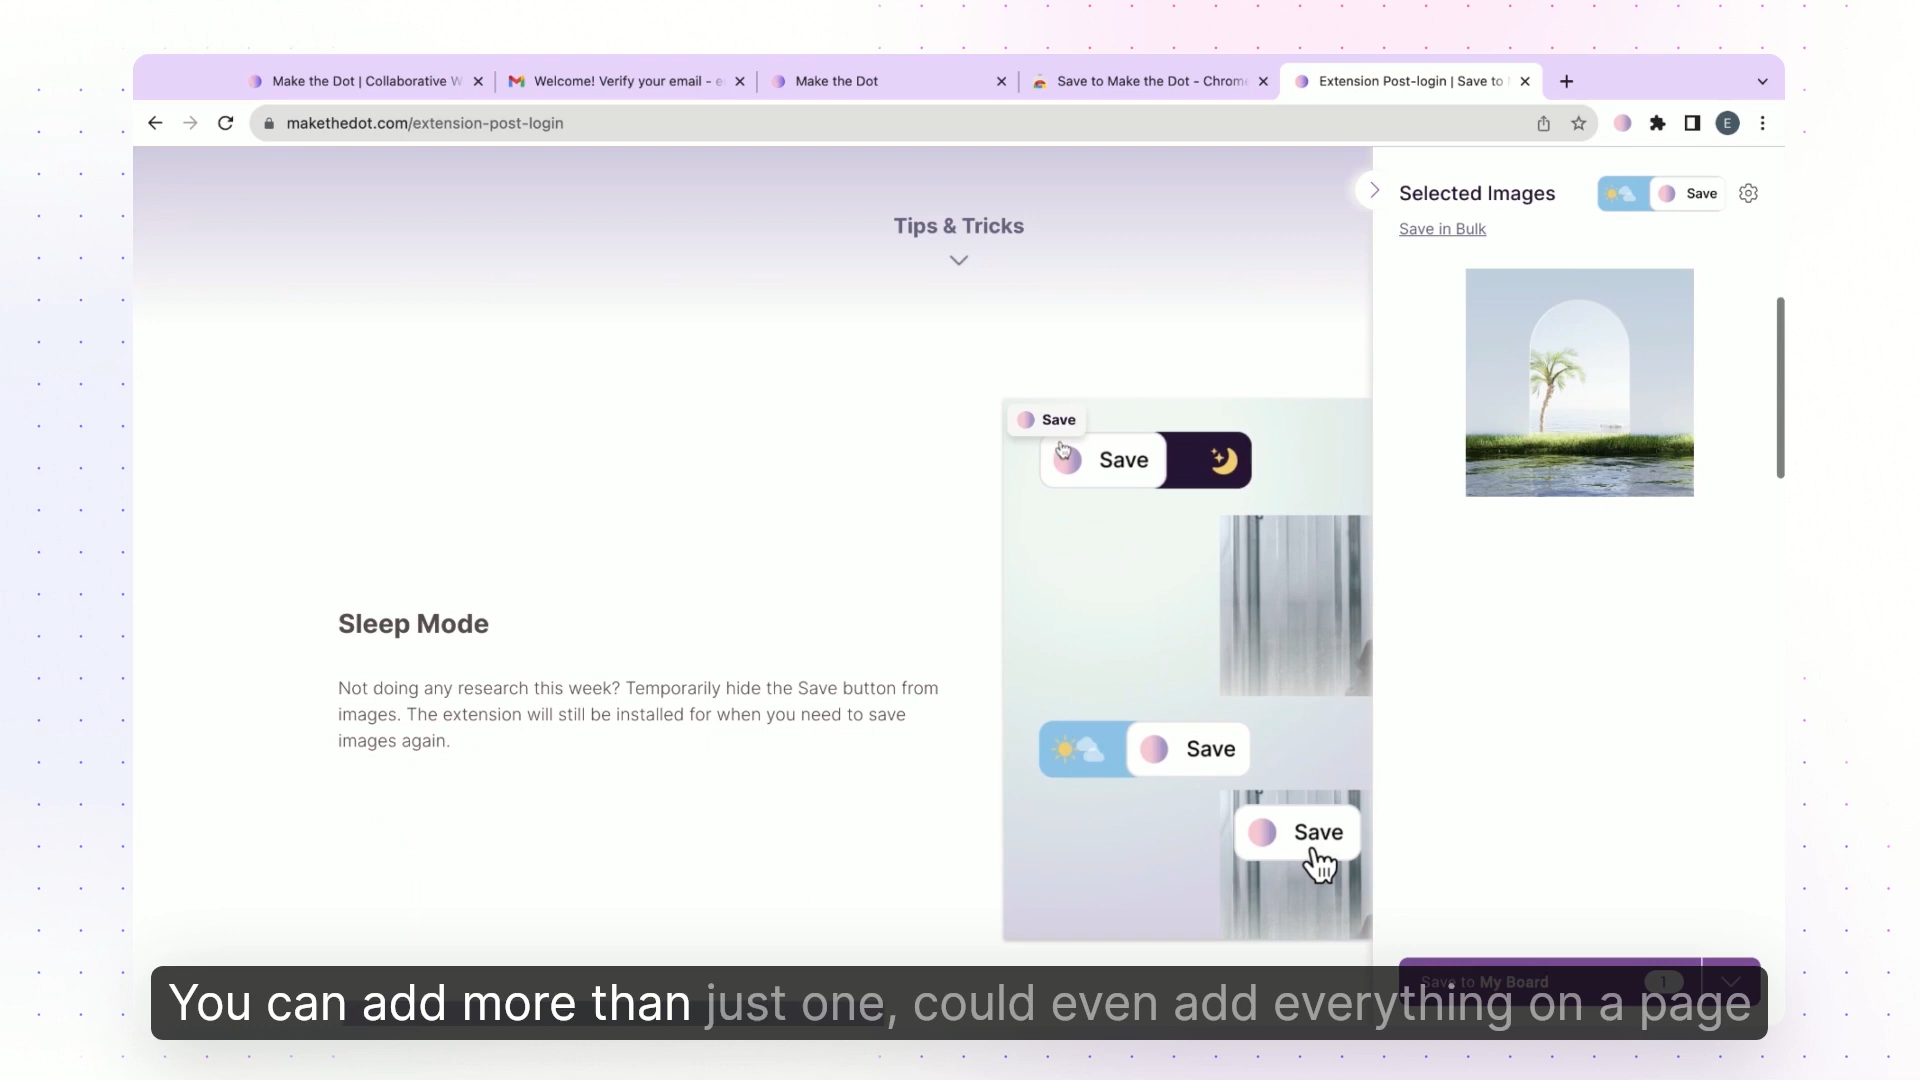 Make the Dot | Collaborative W
Welcome! Verify your email - e
Make the Dot
Save to Make the Dot - Chrome
Extension Post-login | Save to
makethedot.com/extension-post-login
E
Tips & Tricks
Selected Images
Save
Save in Bulk
Save
Save
Sleep Mode
Not doing any research this week? Temporarily hide the Save button from
images. The extension will still be installed for when you need to save
images again.
Save
Save
Save to My Board
1
You can add more than just one, could even add everything on a page